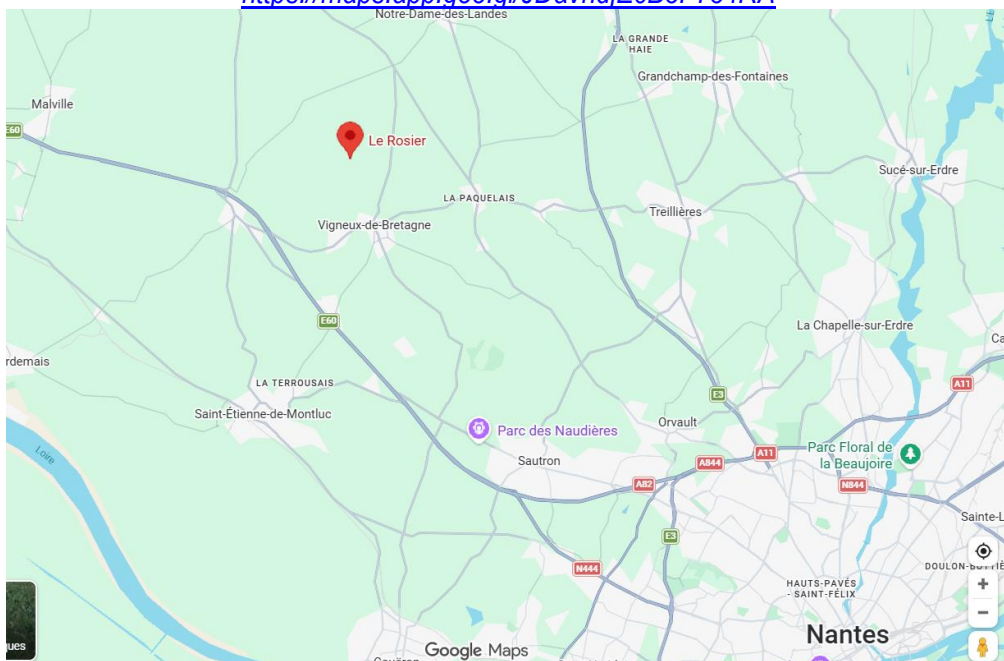 Notre-Dame-des-Landes
LA GRANDE
HAIE
Grandchamp-des-Fontaines
Malville
E60
Le Rosier
Sucé-sur-Erdre
LA PAQUELAIS
Treillières
Vigneux-de-Bretagne
E60
La Chapelle-sur-Erdre
Ca
rdemais
LA TERROUSAIS
A11
E3
Saint-Étienne-de-Montluc
Orvault
Parc des Naudières
Parc Floral de
la Beaujoire
A11
Loire
Sautron
A844
A82
N844
Sainte-L
E3
N444
HAUTS-PAVÉS
- SAINT-FÉLIX
+
−
Nantes
ques
Google Maps